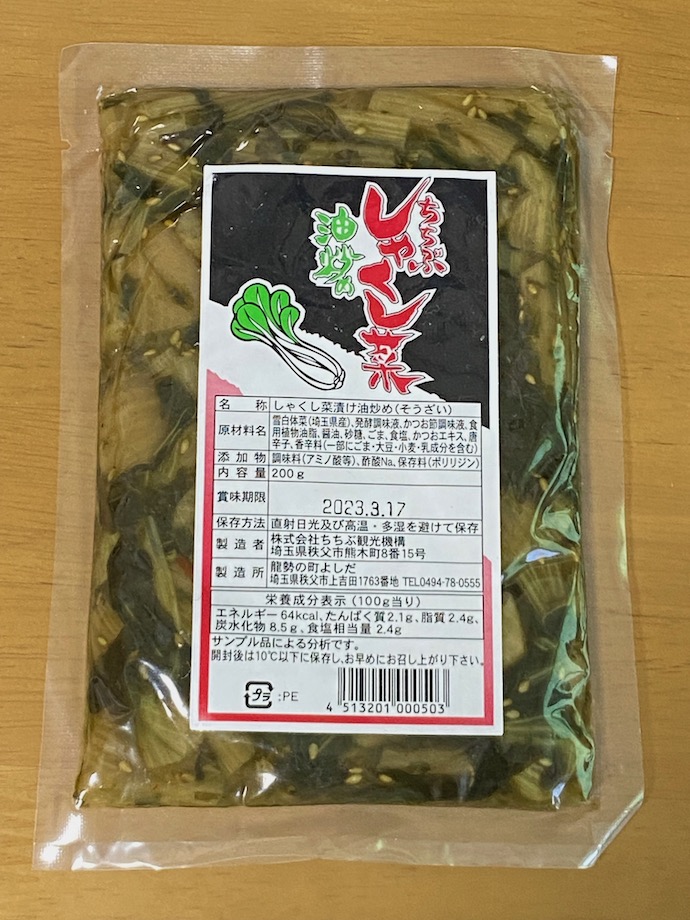 ちちぶ
しゃくし菜
油炒め
名称 しゃくし菜漬け油炒め(そうざい)
原材料名 雪白体菜(埼玉県産)、発酵調味液、かつお節調味液、食
用植物油脂、醤油、砂糖、ごま、食塩、かつおエキス、唐
辛子、香辛料(一部にごま・大豆・小麦・乳成分を含む)
添加物 調味料(アミノ酸等)、酢酸Na、保存料(ポリリジン)
内容量 200g
賞味期限 2023.3.17
保存方法 直射日光及び高温・多湿を避けて保存
製造者 株式会社ちちぶ観光機構
埼玉県秩父市熊木町8番15号
製造所 龍勢の町よしだ
埼玉県秩父市上吉田1763番地 TEL0494-78-0555
栄養成分表示(100g当り)
エネルギー64kcal、たんぱく質2.1g、脂質2.4g、
炭水化物8.5g、食塩相当量2.4g
サンプル品による分析です。
開封後は10℃以下に保存し、お早めにお召し上がり下さい。
プラ :PE
4 513201 000503